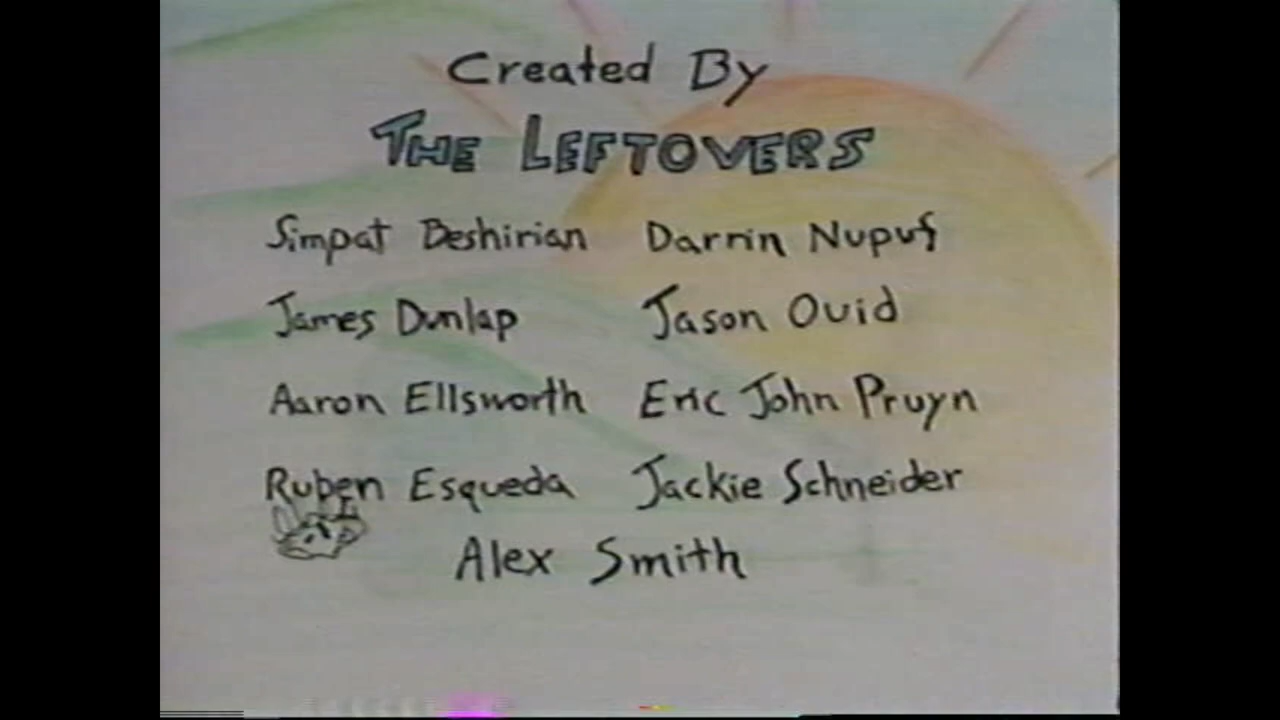 Created By
THE LEFTOVERS
Simpat Beshirian Darrin Nupuf
James Dunlap Jason Ovid
Aaron Ellsworth Eric John Pruyn
Ruben Esqueda Jackie Schneider
Alex Smith